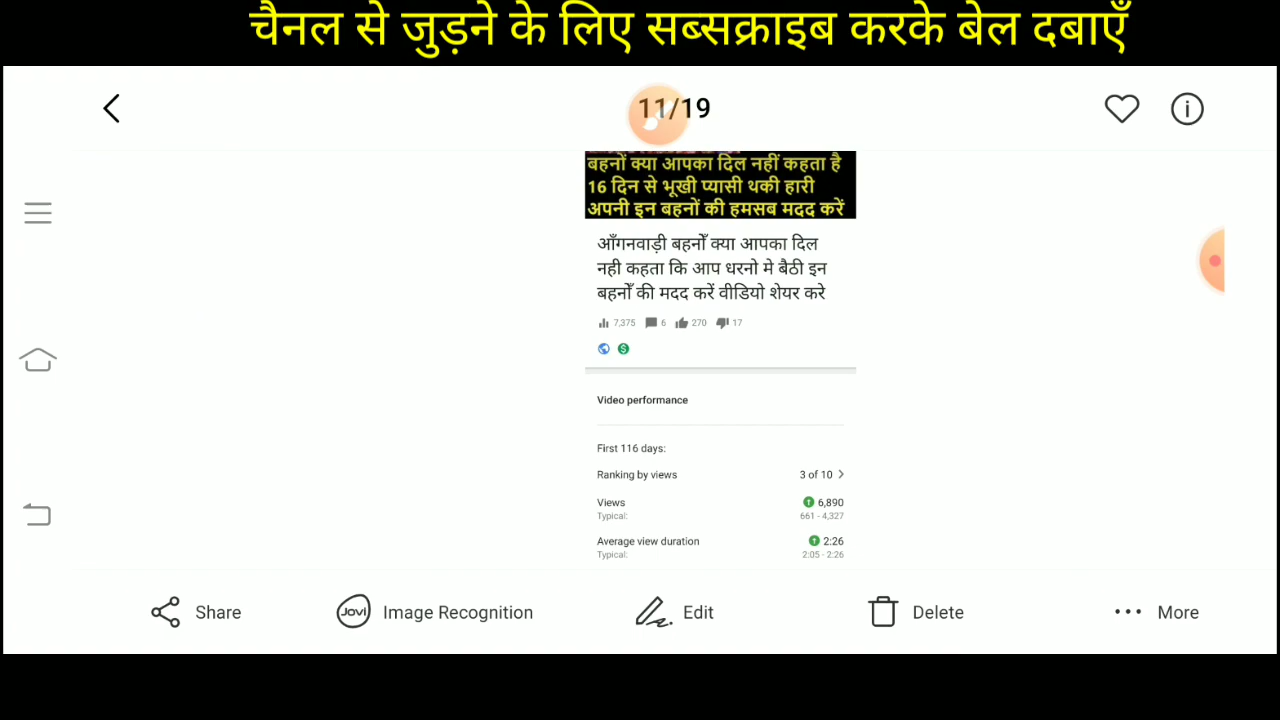 चैनल से जुड़ने के लिए सब्सक्राइब करके बेल दबाएँ
11/19
बहनों क्या आपका दिल नहीं कहता है
16 दिन से भूखी प्यासी थकी हारी
अपनी इन बहनों की हमसब मदद करें
आँगनवाड़ी बहनोँ क्या आपका दिल
नही कहता कि आप धरनो मे बैठी इन
बहनोँ की मदद करें वीडियो शेयर करे
7,375 6 270 17
Video performance
First 116 days:
Ranking by views 3 of 10
Views 6,890
Typical: 661 - 4,327
Average view duration 2:26
Typical: 2:05 - 2:26
Share Jovi Image Recognition Edit Delete More